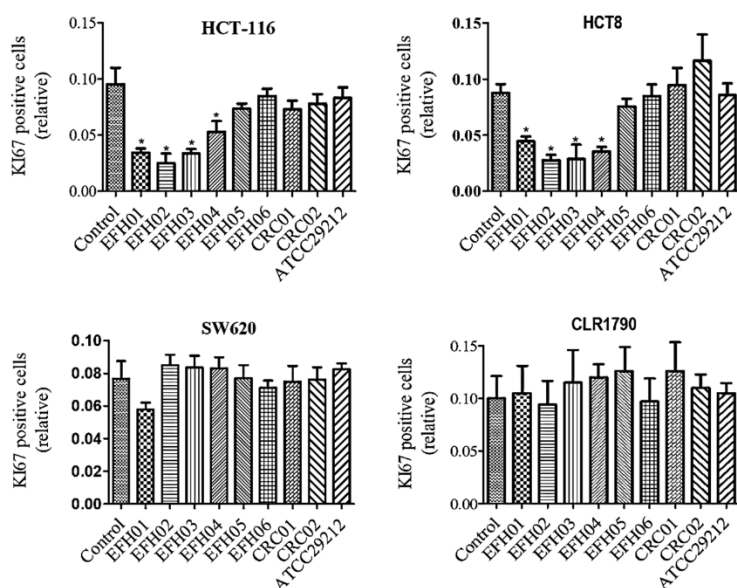 HCT-116
KI67 positive cells
(relative)
0.15
0.10
0.05
0.00
* * * *
Control
EFH01
EFH02
EFH03
EFH04
EFH05
EFH06
CRC01
CRC02
ATCC29212
HCT8
KI67 positive cells
(relative)
0.15
0.10
0.05
0.00
* * * *
Control
EFH01
EFH02
EFH03
EFH04
EFH05
EFH06
CRC01
CRC02
ATCC29212
SW620
KI67 positive cells
(relative)
0.10
0.08
0.06
0.04
0.02
0.00
Control
EFH01
EFH02
EFH03
EFH04
EFH05
EFH06
CRC01
CRC02
ATCC29212
CLR1790
KI67 positive cells
(relative)
0.15
0.10
0.05
0.00
Control
EFH01
EFH02
EFH03
EFH04
EFH05
EFH06
CRC01
CRC02
ATCC29212